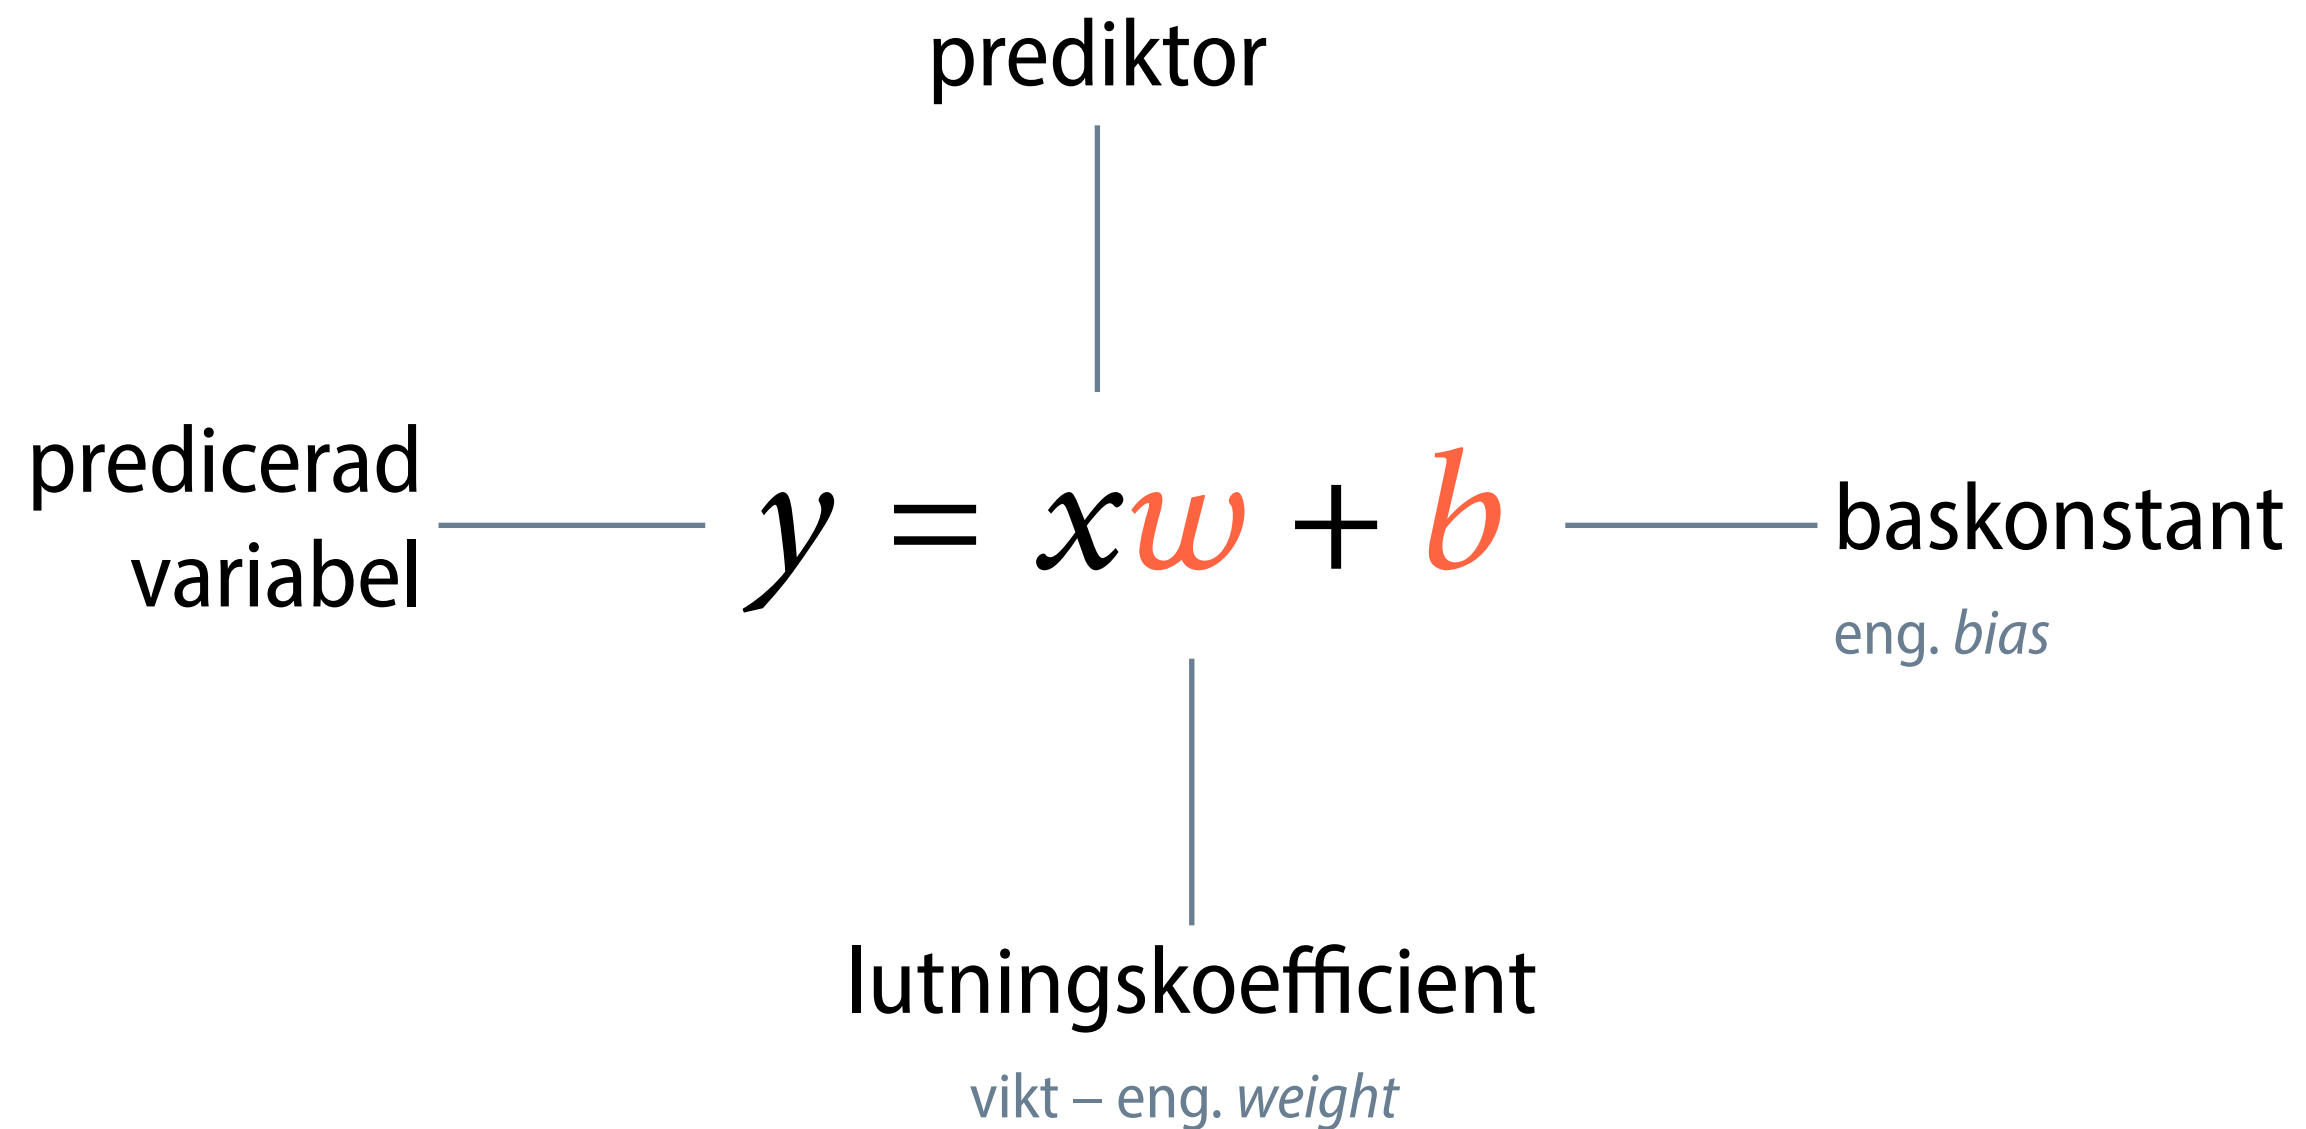 prediktor
predicerad
variabel
y = xw + b
baskonstant
eng. bias
lutningskoefficient
vikt – eng. weight